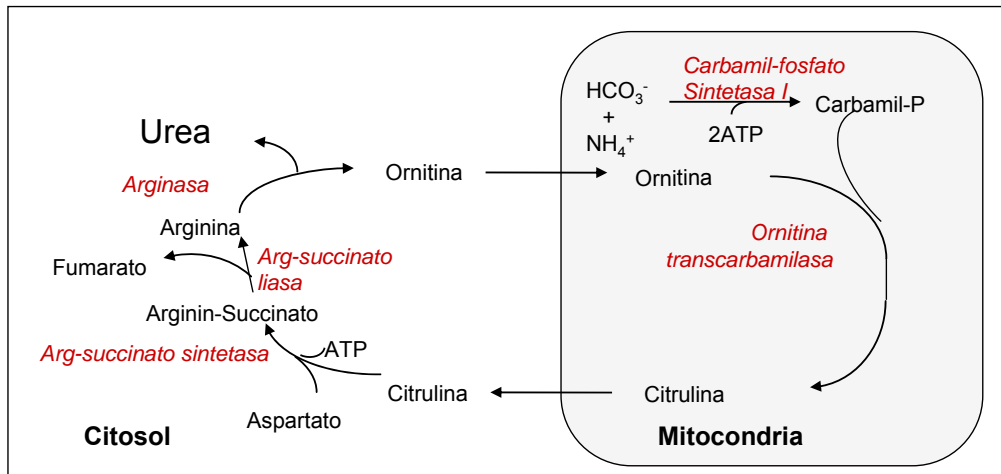 Carbamil-fosfato
Sintetasa I
HCO₃⁻
+
NH₄⁺
2ATP
Carbamil-P
Urea
Arginasa
Ornitina
Ornitina
Arginina
Ornitina
transcarbamilasa
Fumarato
Arg-succinato
liasa
Arginin-Succinato
Arg-succinato sintetasa
ATP
Citrulina
Citrulina
Aspartato
Citosol
Mitocondria